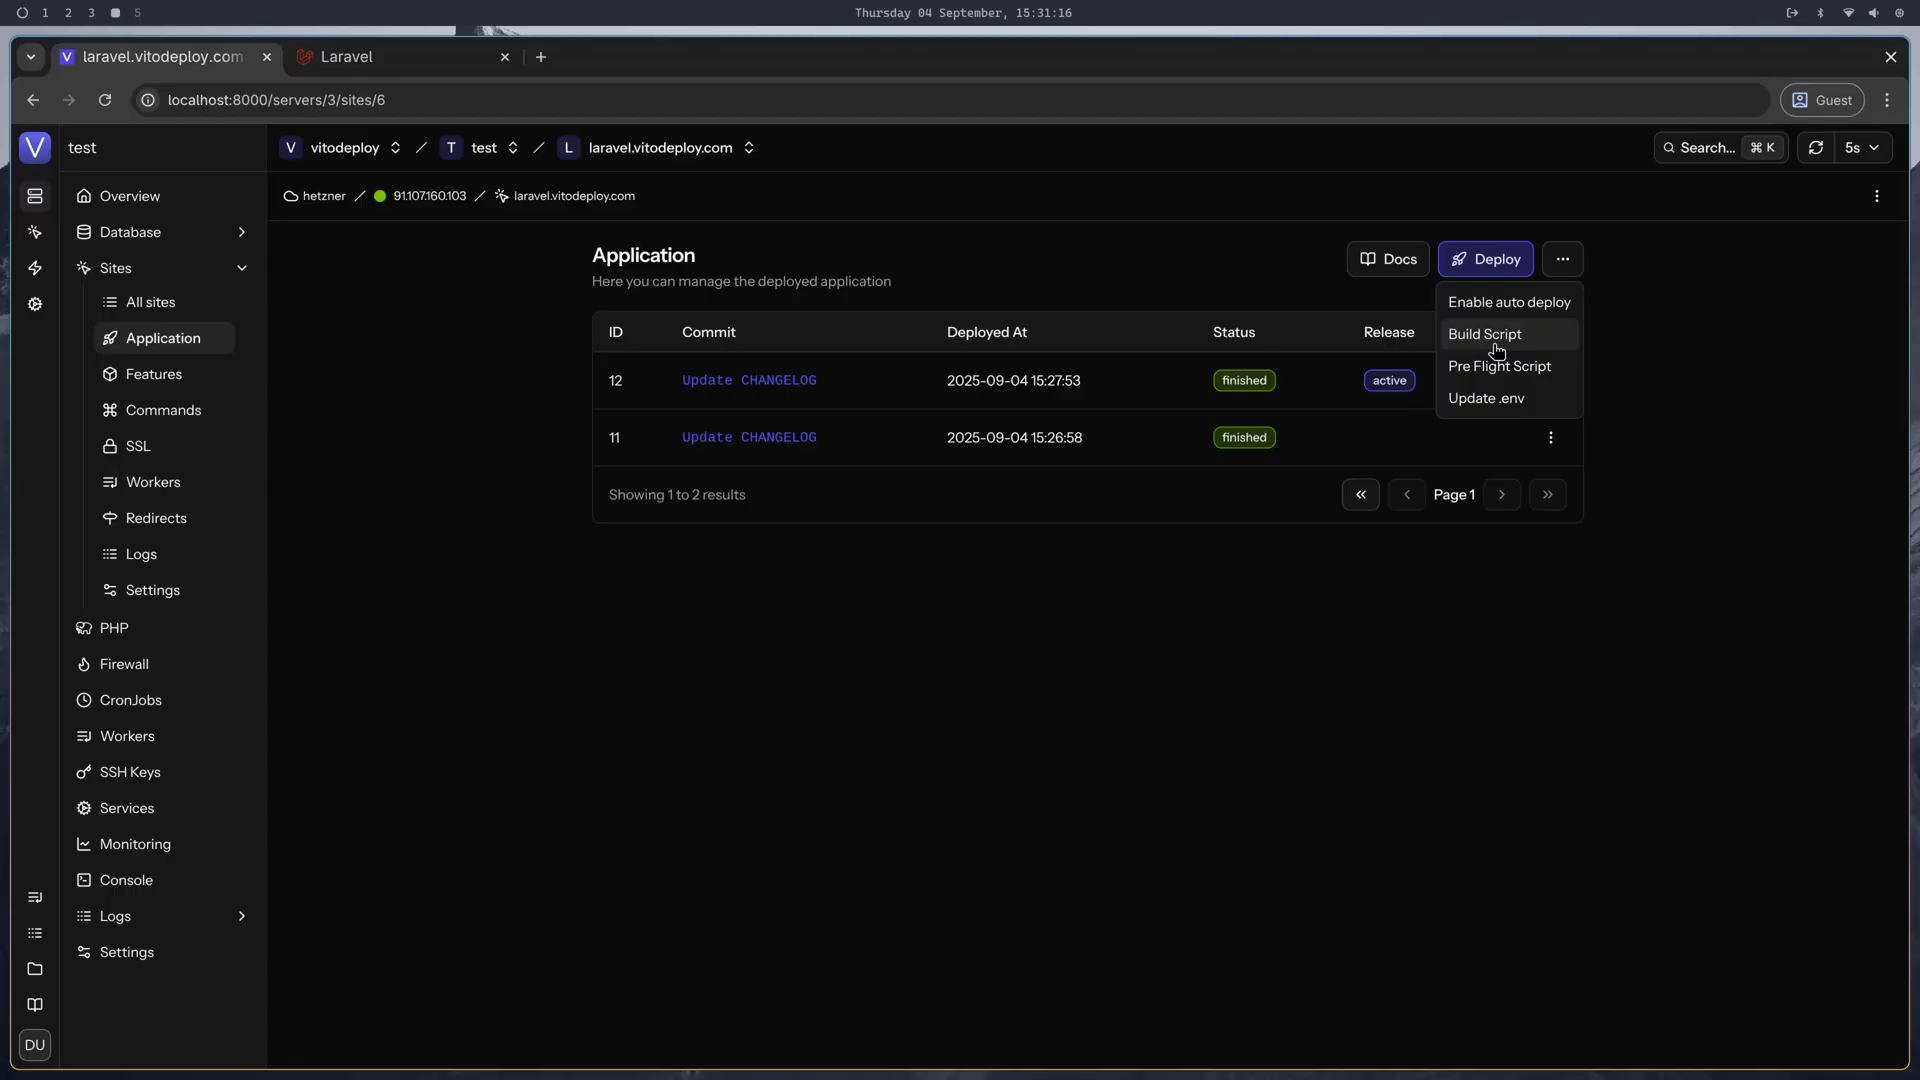 1 2 3 5
Thursday 04 September, 15:31:16
V laravel.vitodeploy.com
Laravel
localhost:8000/servers/3/sites/6
Guest
V
test
V vitodeploy / T test / L laravel.vitodeploy.com
Search... ⌘ K
5s
hetzner / 91.107.160.103 / laravel.vitodeploy.com
Overview
Database
Sites
All sites
Application
Features
Commands
SSL
Workers
Redirects
Logs
Settings
PHP
Firewall
CronJobs
Workers
SSH Keys
Services
Monitoring
Console
Logs
Settings
DU
Application
Here you can manage the deployed application
Docs
Deploy
Enable auto deploy
Build Script
Pre Flight Script
Update .env
ID Commit Deployed At Status Release
12 Update CHANGELOG 2025-09-04 15:27:53 finished active
11 Update CHANGELOG 2025-09-04 15:26:58 finished
Showing 1 to 2 results
Page 1